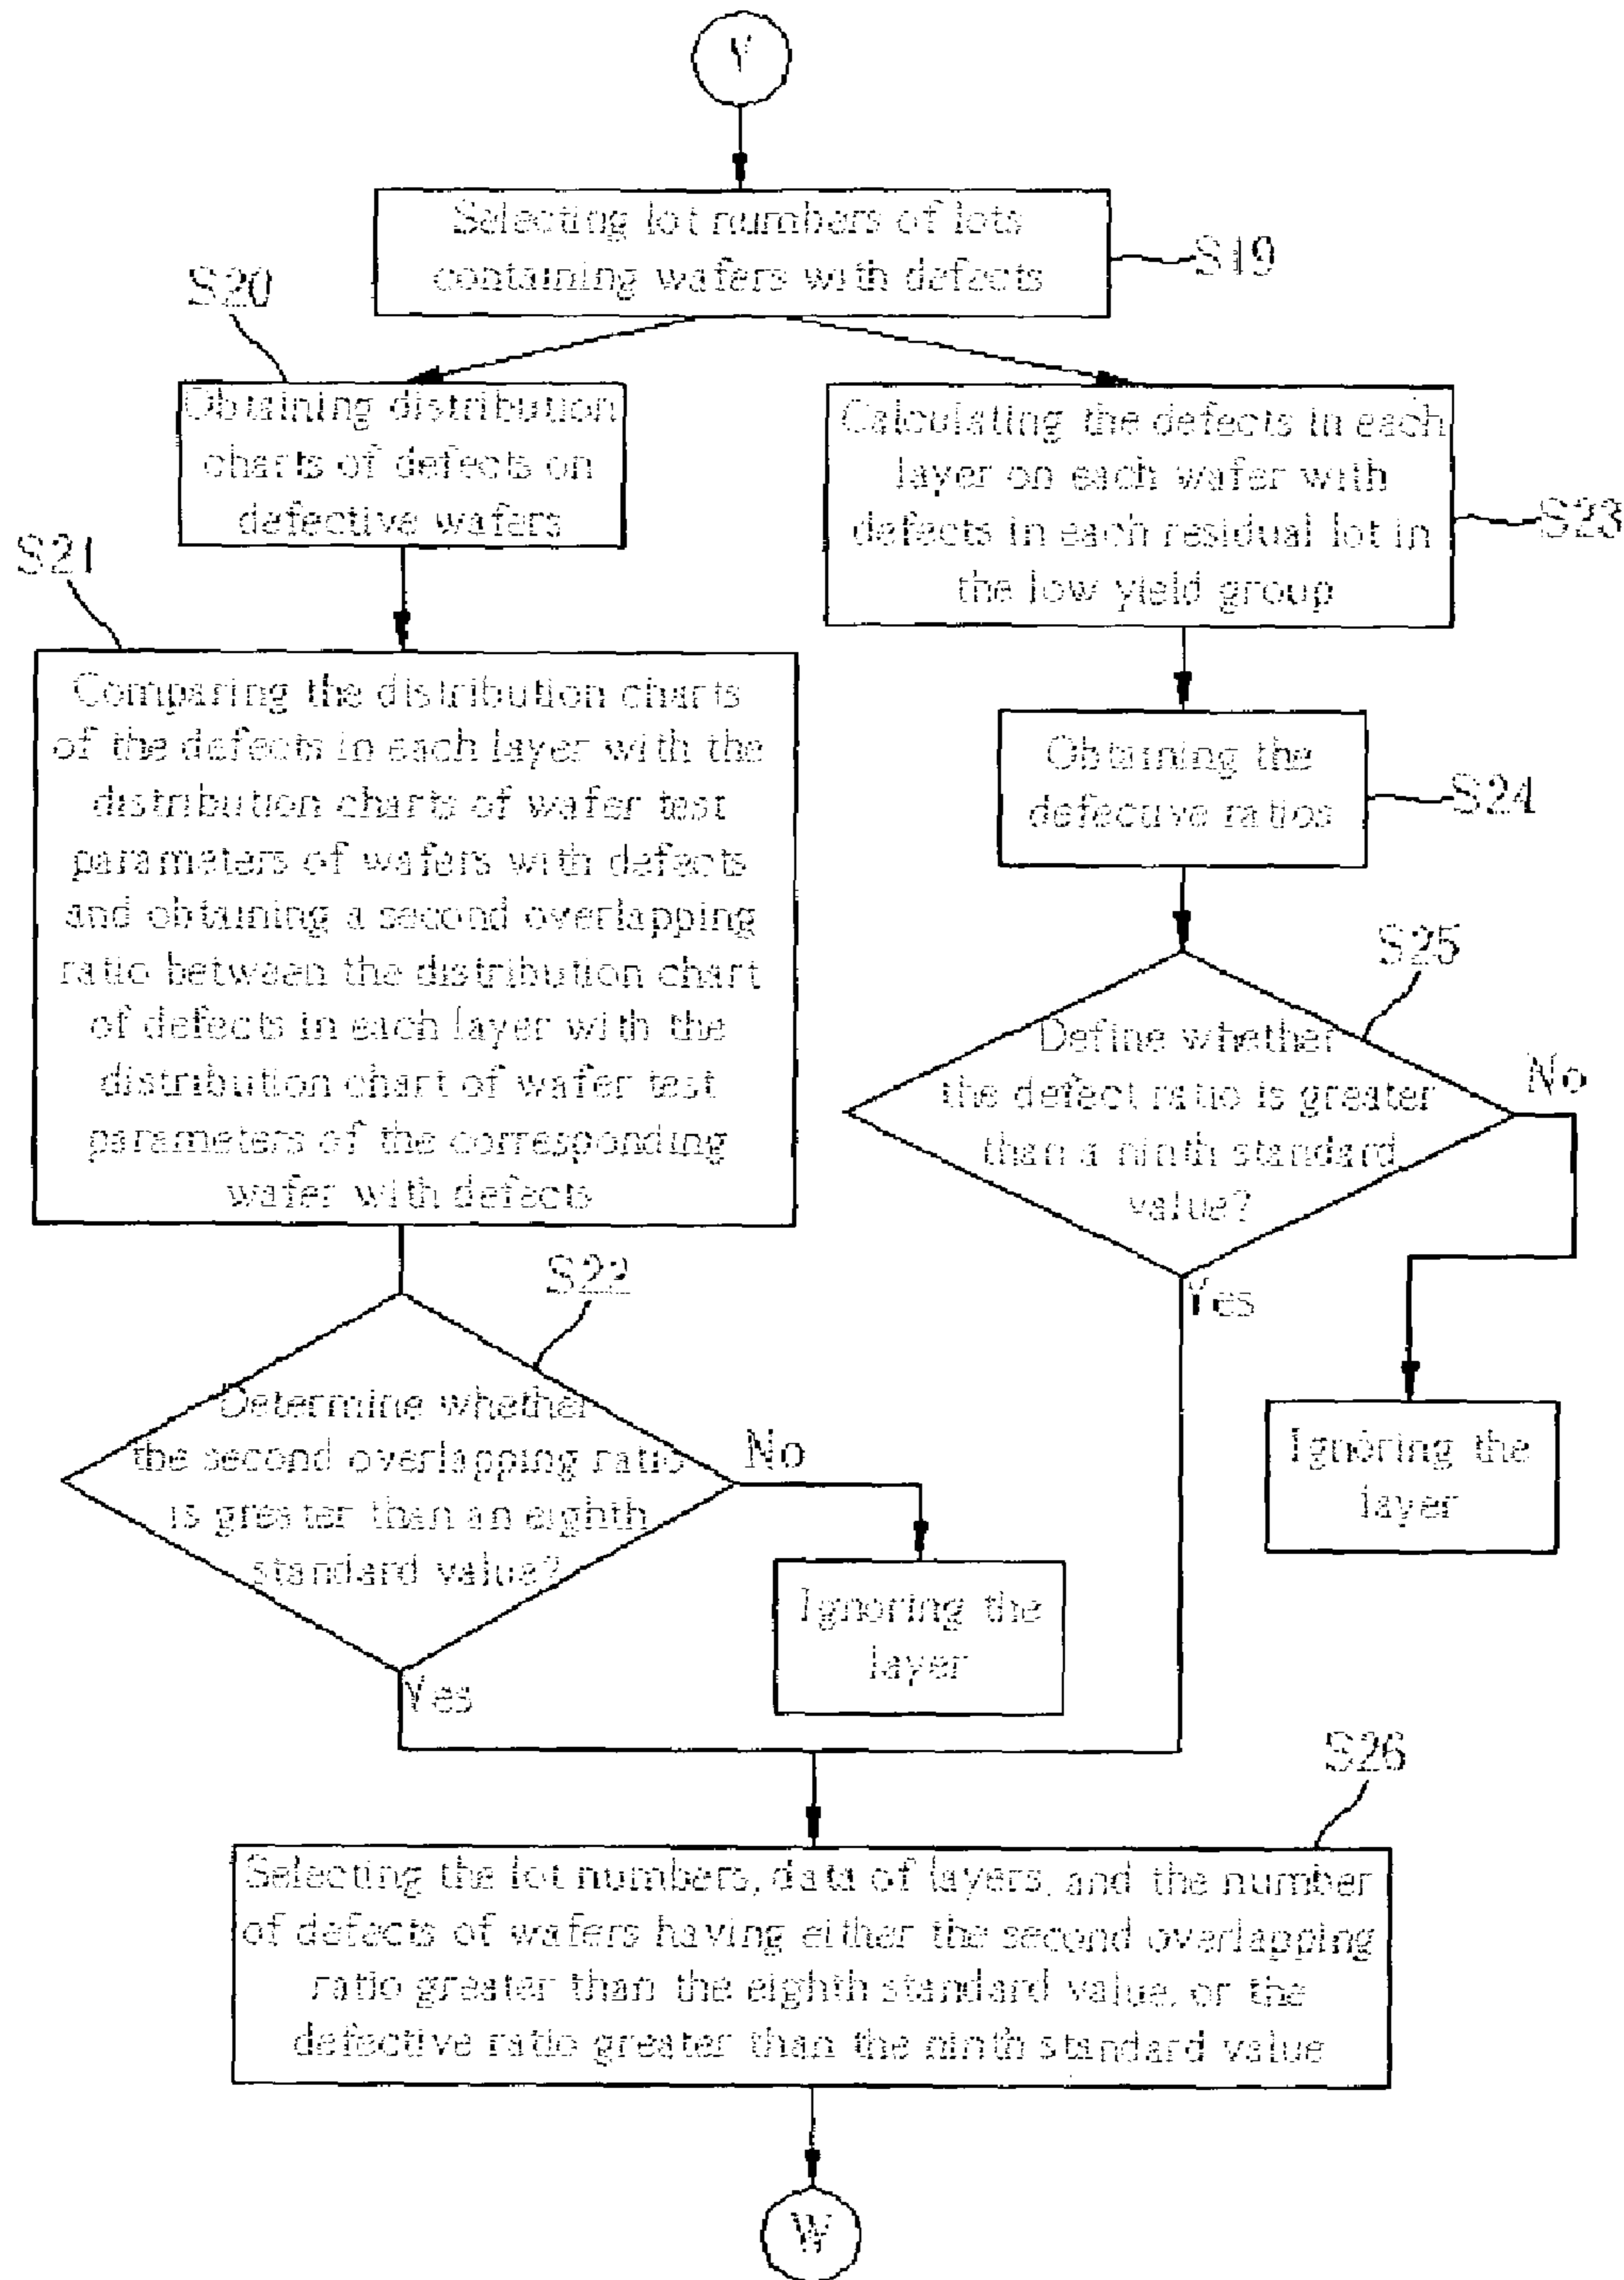 Y
Selecting lot numbers of lots
containing wafers with defects
S19
S20
Obtaining distribution
charts of defects on
defective wafers
Calculating the defects in each
layer on each wafer with
defects in each residual lot in
the low yield group
S23
S21
Comparing the distribution charts
of the defects in each layer with the
distribution charts of wafer test
parameters of wafers with defects
and obtaining a second overlapping
ratio between the distribution chart
of defects in each layer with the
distribution chart of wafer test
parameters of the corresponding
wafer with defects
Obtaining the
defective ratios
S24
S25
Define whether
the defect ratio is greater
than a ninth standard
value?
No
Yes
Ignoring the
layer
S22
Determine whether
the second overlapping ratio
is greater than an eighth
standard value?
No
Yes
Ignoring the
layer
S26
Selecting the lot numbers, data of layers, and the number
of defects of wafers having either the second overlapping
ratio greater than the eighth standard value, or the
defective ratio greater than the ninth standard value
W